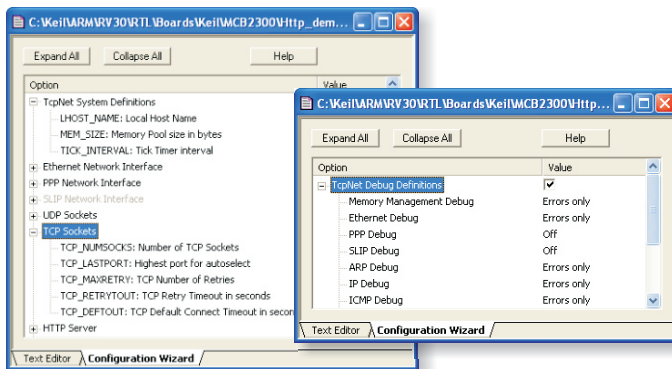 C:\Keil\ARM\RV30\RTL\Boards\Keil\MCB2300\Http_dem...
Expand All Collapse All Help
Option Value
TcpNet System Definitions
LHOST_NAME: Local Host Name
MEM_SIZE: Memory Pool size in bytes
TICK_INTERVAL: Tick Timer interval
Ethernet Network Interface
PPP Network Interface
SLIP Network Interface
UDP Sockets
TCP Sockets
TCP_NUMSOCKS: Number of TCP Sockets
TCP_LASTPORT: Highest port for autoselect
TCP_MAXRETRY: TCP Number of Retries
TCP_RETRYTOUT: TCP Retry Timeout in seconds
TCP_DEFTOUT: TCP Default Connect Timeout in secon
HTTP Server
Text Editor Configuration Wizard
C:\Keil\ARM\RV30\RTL\Boards\Keil\MCB2300\Http...
Expand All Collapse All Help
Option Value
TcpNet Debug Definitions
Memory Management Debug Errors only
Ethernet Debug Errors only
PPP Debug Off
SLIP Debug Off
ARP Debug Errors only
IP Debug Errors only
ICMP Debug Errors only
Text Editor Configuration Wizard